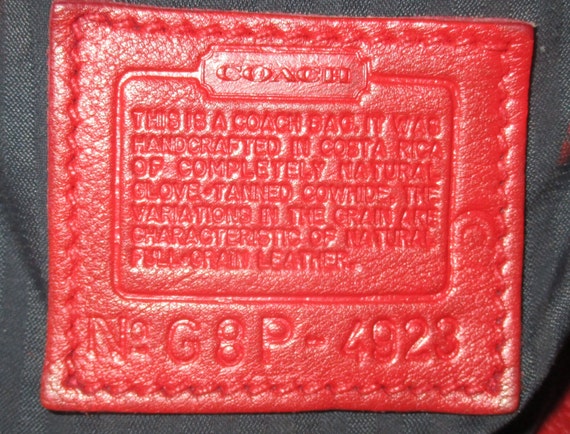 COACH
THIS IS A COACH BAG. IT WAS
HANDCRAFTED IN COSTA RICA
OF COMPLETELY NATURAL
GLOVE-TANNED COWHIDE. THE
VARIATIONS IN THE GRAIN ARE
CHARACTERISTIC OF NATURAL
FULL-GRAIN LEATHER.
No G8P-4923